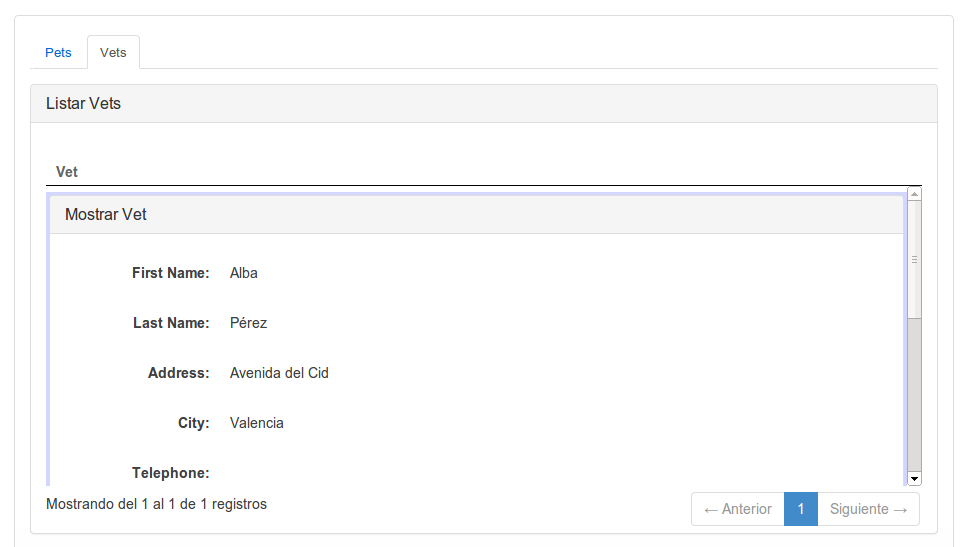 Pets Vets
Listar Vets
Vet
Mostrar Vet
First Name: Alba
Last Name: Pérez
Address: Avenida del Cid
City: Valencia
Telephone:
Mostrando del 1 al 1 de 1 registros
← Anterior 1 Siguiente →